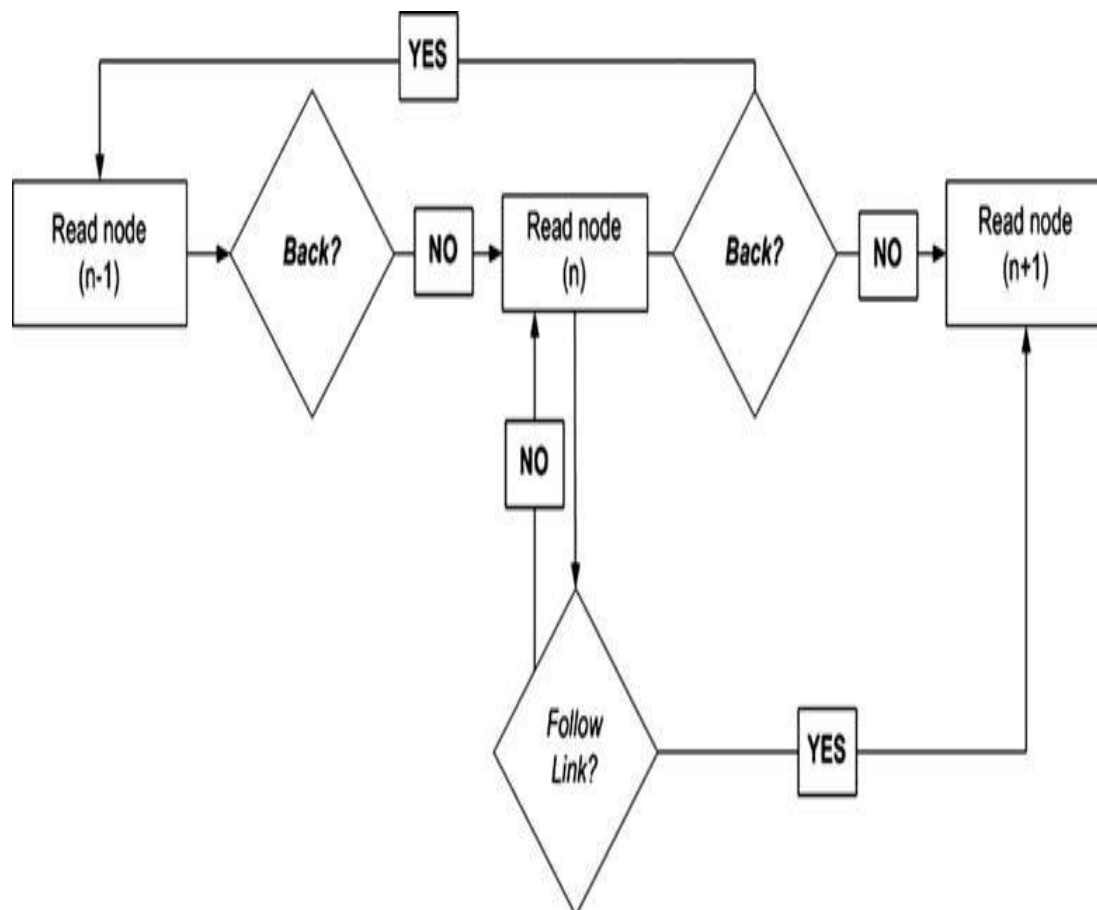 YES
Read node
(n-1)
Back?
NO
Read node
(n)
Back?
NO
Read node
(n+1)
NO
Follow
Link?
YES